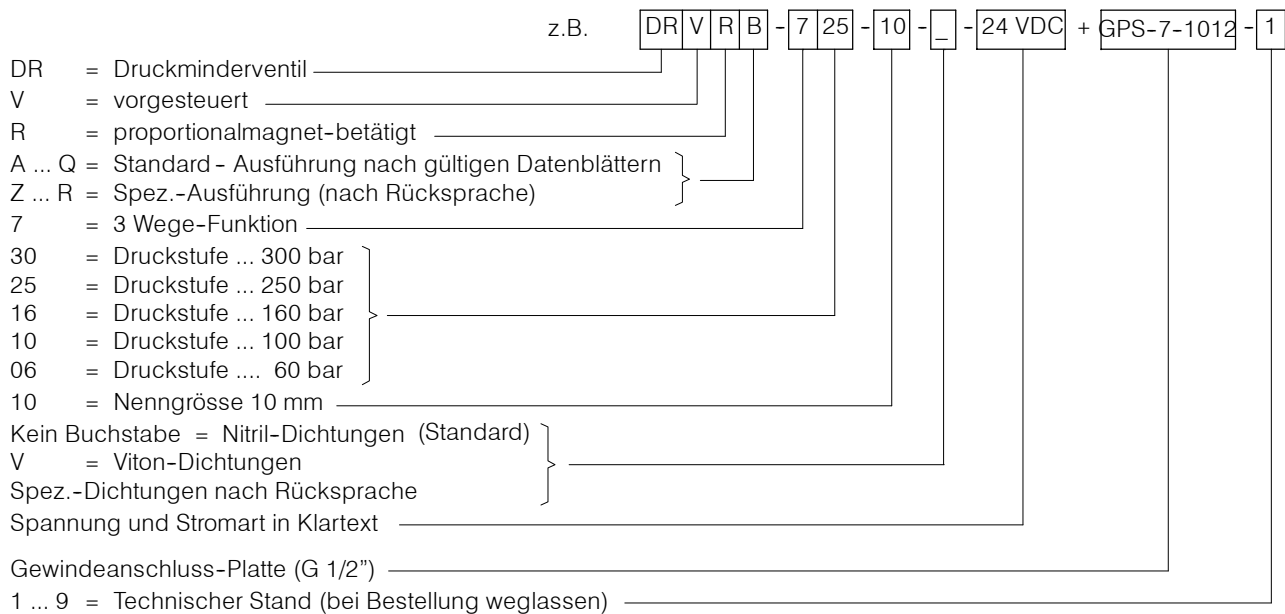 z.B. DR V R B - 7 25 - 10 - _ - 24 VDC + GPS-7-1012 - 1
DR = Druckminderventil
V = vorgesteuert
R = proportionalmagnet-betätigt
A ... Q = Standard - Ausführung nach gültigen Datenblättern
Z ... R = Spez.-Ausführung (nach Rücksprache)
7 = 3 Wege-Funktion
30 = Druckstufe ... 300 bar
25 = Druckstufe ... 250 bar
16 = Druckstufe ... 160 bar
10 = Druckstufe ... 100 bar
06 = Druckstufe .... 60 bar
10 = Nenngrösse 10 mm
Kein Buchstabe = Nitril-Dichtungen (Standard)
V = Viton-Dichtungen
Spez.-Dichtungen nach Rücksprache
Spannung und Stromart in Klartext
Gewindeanschluss-Platte (G 1/2”)
1 ... 9 = Technischer Stand (bei Bestellung weglassen)